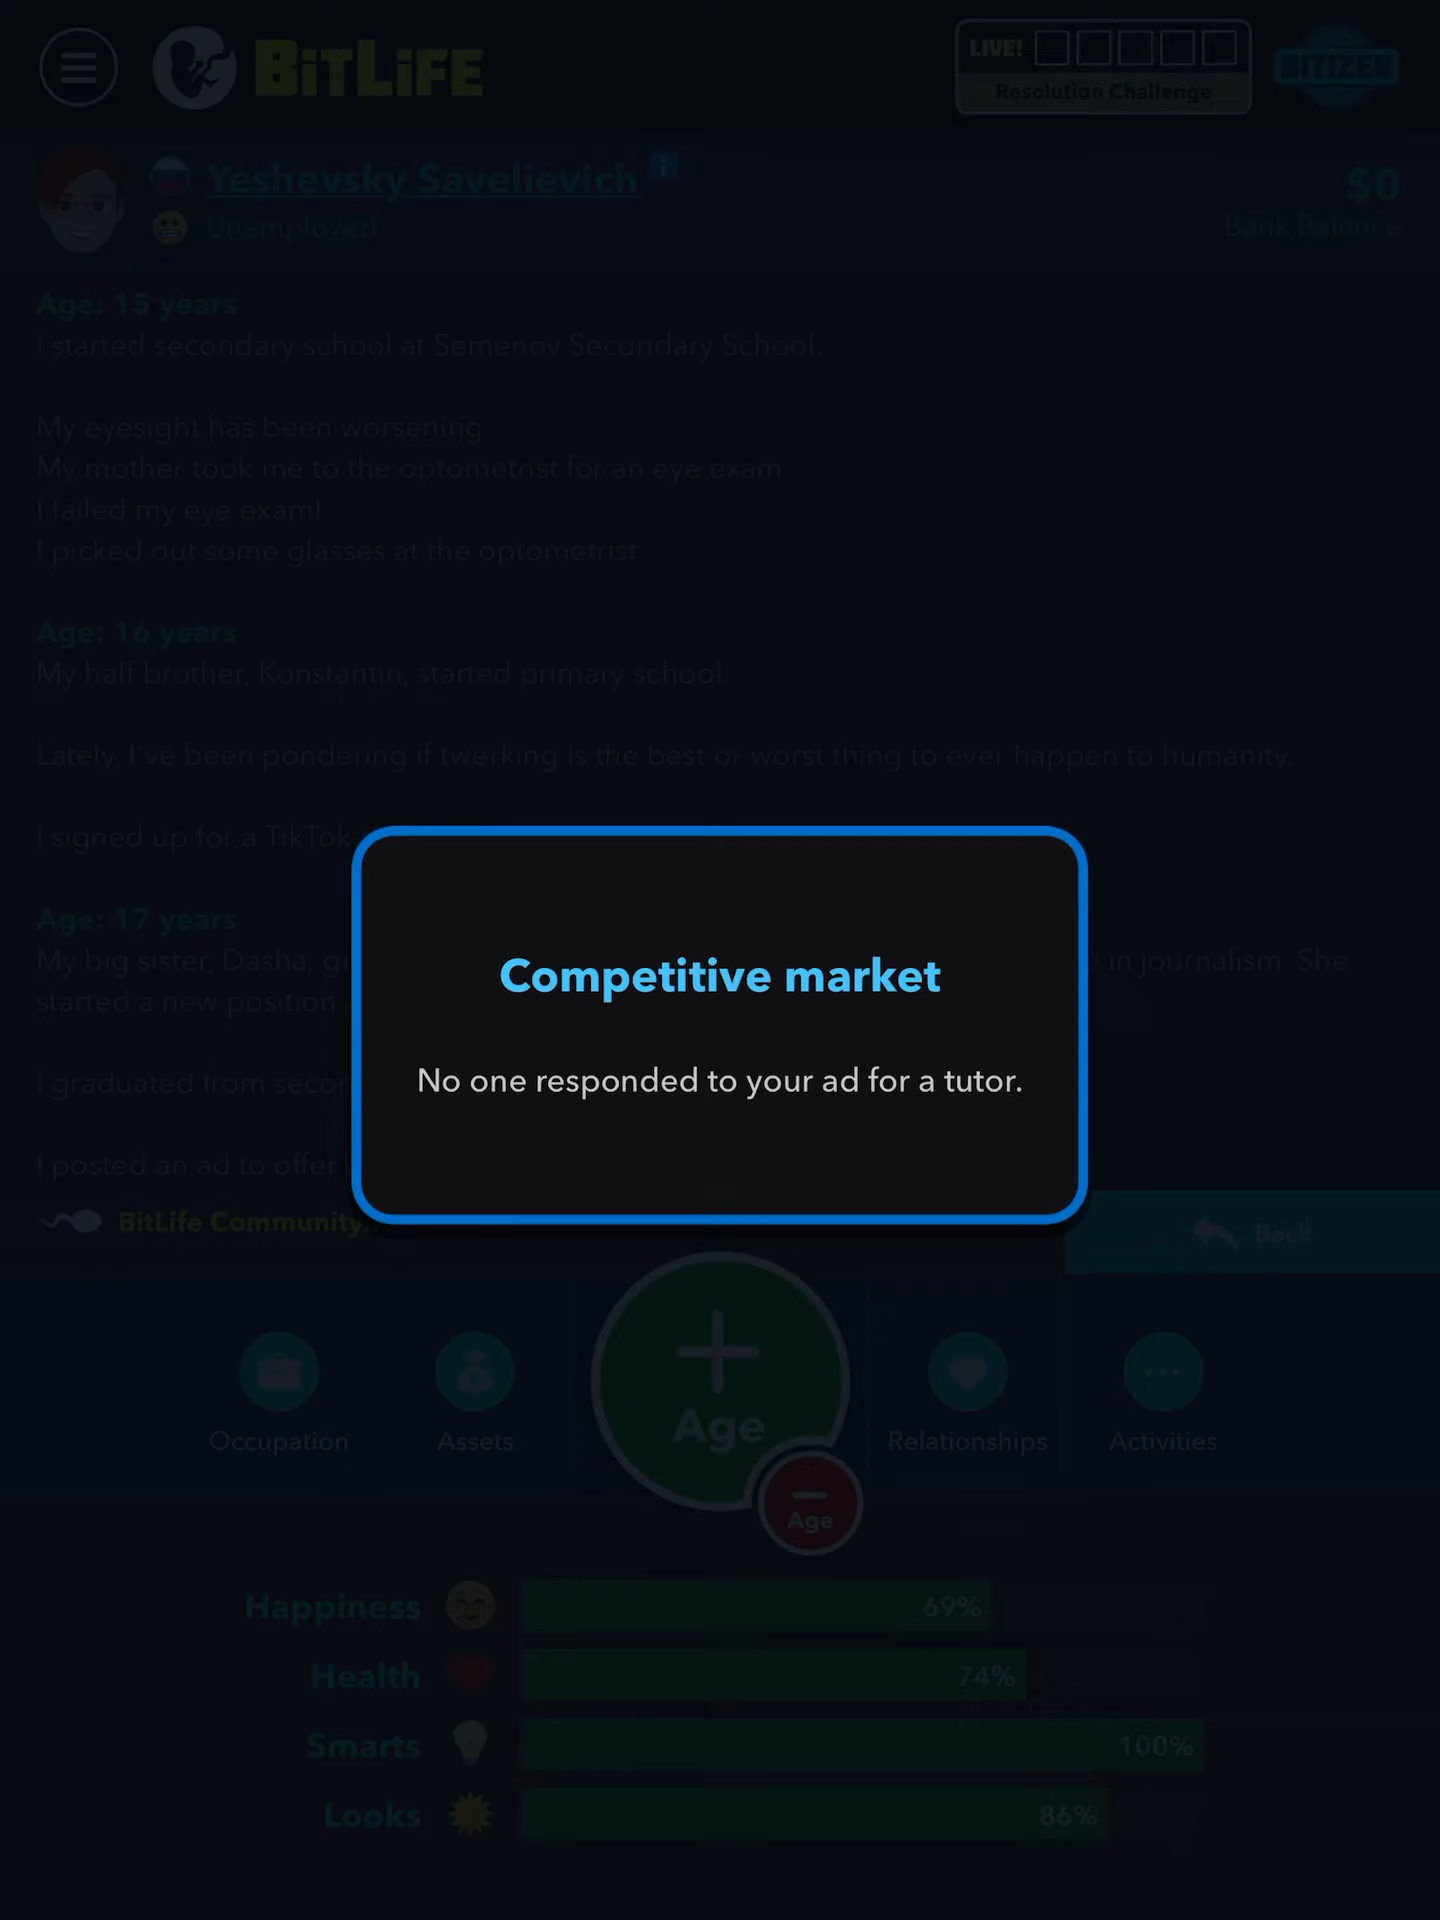 BITLIFE
LIVE!
Resolution Challenge
BITIZEN
Yeshevsky Savelievich
Unemployed
$0
Bank Balance
Age: 15 years
I started secondary school at Semenov Secondary School.
My eyesight has been worsening
My mother took me to the optometrist for an eye exam
I failed my eye exam!
I picked out some glasses at the optometrist
Age: 16 years
My half brother, Konstantin, started primary school.
Lately, I've been pondering if twerking is the best or worst thing to ever happen to humanity.
I signed up for a TikTok
Age: 17 years
My big sister, Dasha, in journalism. She
started a new position
I graduated from
I posted an ad to offer
Competitive market
No one responded to your ad for a tutor.
BitLife Community
Back
Occupation
Assets
Age
Age
Relationships
Activities
Happiness 69%
Health 74%
Smarts 100%
Looks 86%